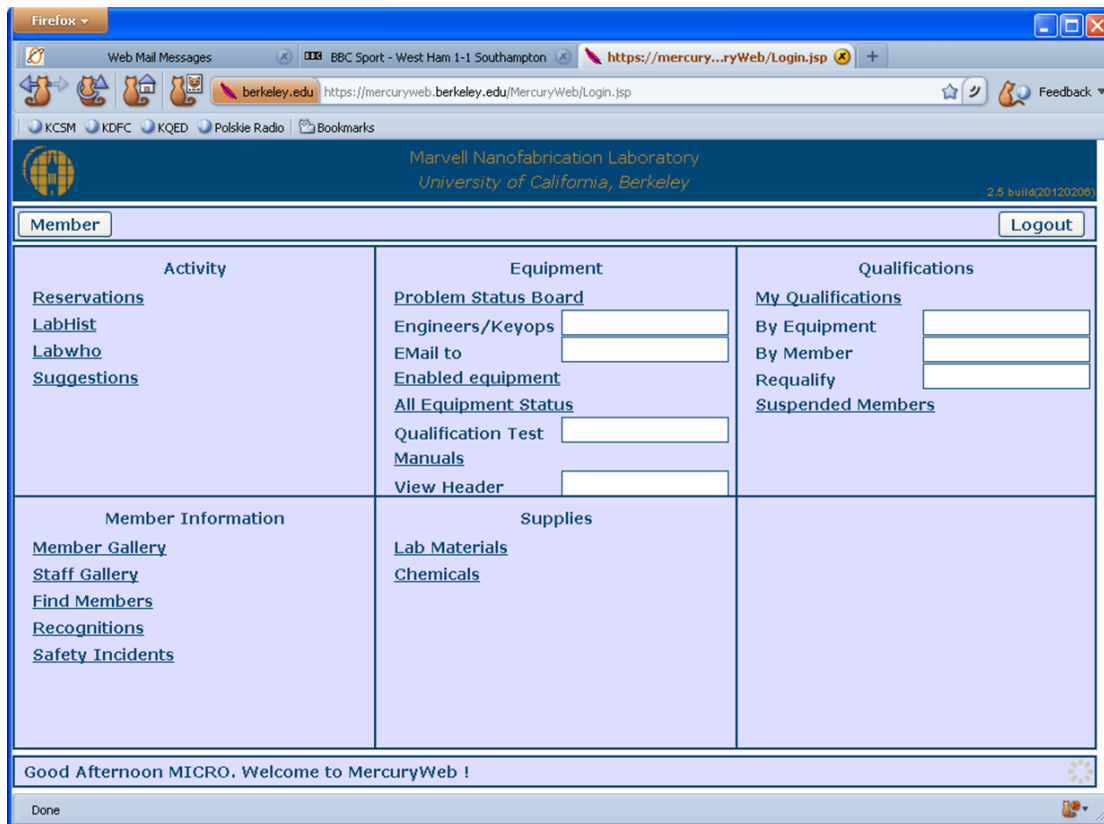 Firefox
Web Mail Messages
BBC BBC Sport - West Ham 1-1 Southampton
https://mercury...ryWeb/Login.jsp
berkeley.edu https://mercuryweb.berkeley.edu/MercuryWeb/Login.jsp
Feedback
KCSM KDFC KQED Polskie Radio Bookmarks
Marvell Nanofabrication Laboratory
University of California, Berkeley
2.5 build(20120206)
Member
Logout
Activity
Reservations
LabHist
Labwho
Suggestions
Equipment
Problem Status Board
Engineers/Keyops
EMail to
Enabled equipment
All Equipment Status
Qualification Test
Manuals
View Header
Qualifications
My Qualifications
By Equipment
By Member
Requalify
Suspended Members
Member Information
Member Gallery
Staff Gallery
Find Members
Recognitions
Safety Incidents
Supplies
Lab Materials
Chemicals
Good Afternoon MICRO. Welcome to MercuryWeb !
Done